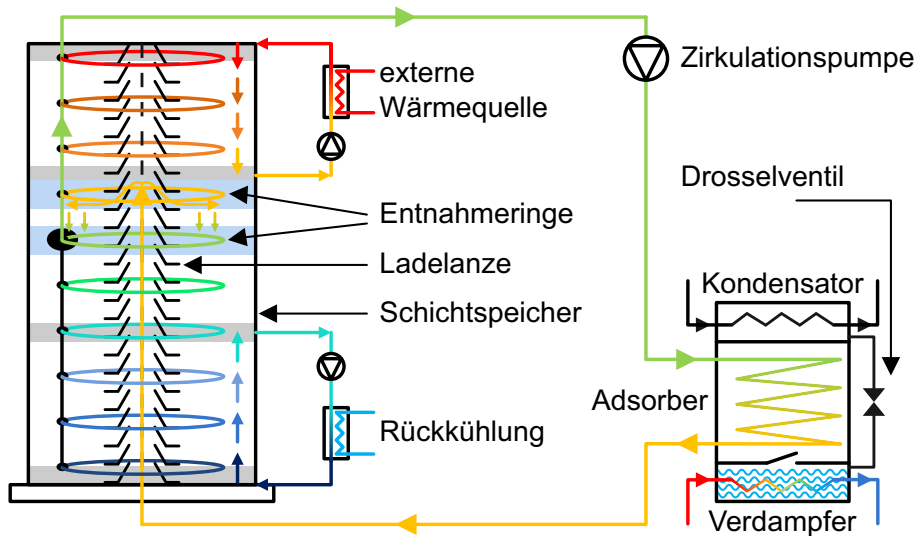 Zirkulationspumpe
externe
Wärmequelle
Drosselventil
Entnahmeringe
Ladelanze
Kondensator
Schichtspeicher
Adsorber
Rückkühlung
Verdampfer